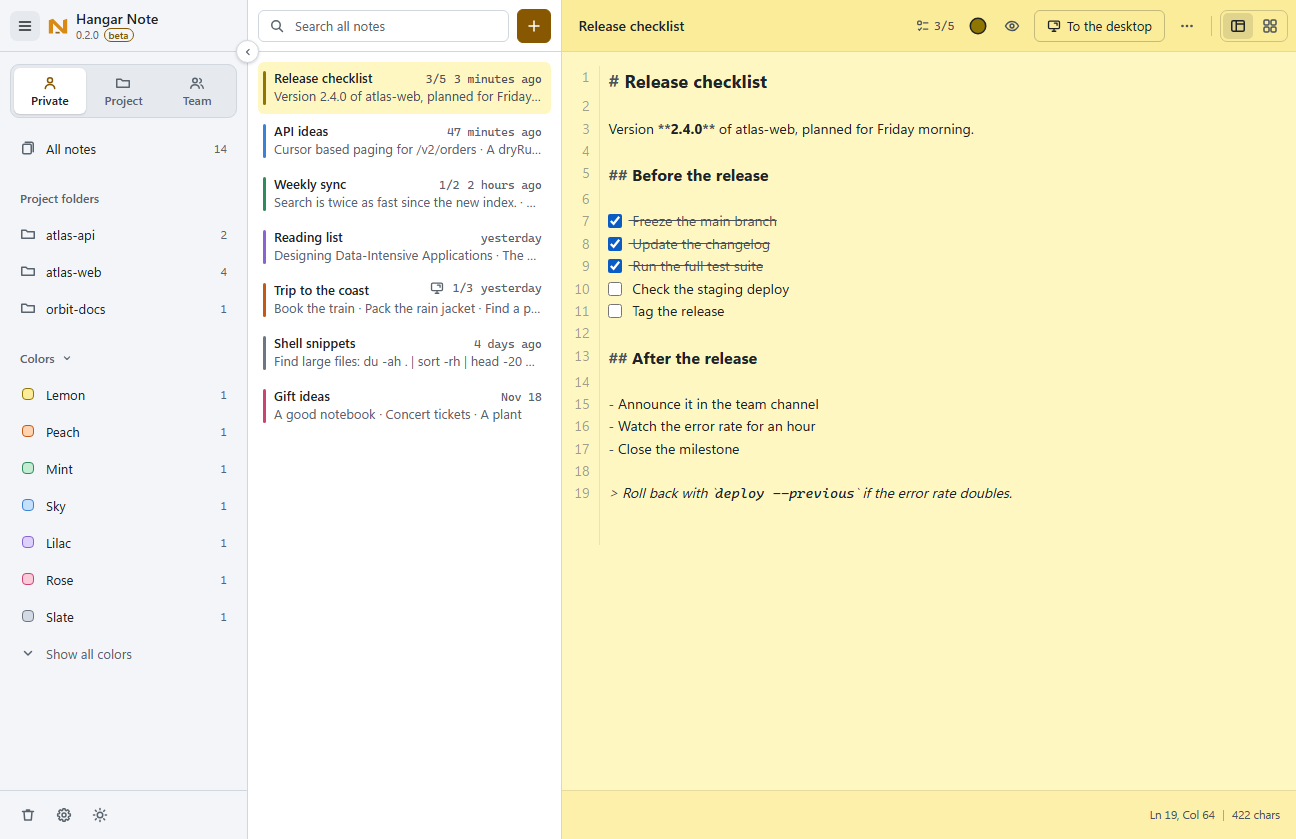 Hangar Note
0.2.0 beta
Private
Project
Team
All notes 14
Project folders
atlas-api 2
atlas-web 4
orbit-docs 1
Colors
Lemon 1
Peach 1
Mint 1
Sky 1
Lilac 1
Rose 1
Slate 1
Show all colors
Search all notes
Release checklist 3/5 3 minutes ago
Version 2.4.0 of atlas-web, planned for Friday...
API ideas 47 minutes ago
Cursor based paging for /v2/orders · A dryRu...
Weekly sync 1/2 2 hours ago
Search is twice as fast since the new index. · ...
Reading list yesterday
Designing Data-Intensive Applications · The ...
Trip to the coast 1/3 yesterday
Book the train · Pack the rain jacket · Find a p...
Shell snippets 4 days ago
Find large files: du -ah . | sort -rh | head -20 ...
Gift ideas Nov 18
A good notebook · Concert tickets · A plant
Release checklist 3/5 To the desktop
1 # Release checklist
2
3 Version **2.4.0** of atlas-web, planned for Friday morning.
4
5 ## Before the release
6
7 Freeze the main branch
8 Update the changelog
9 Run the full test suite
10 Check the staging deploy
11 Tag the release
12
13 ## After the release
14
15 - Announce it in the team channel
16 - Watch the error rate for an hour
17 - Close the milestone
18
19 > Roll back with `deploy --previous` if the error rate doubles.
Ln 19, Col 64 | 422 chars